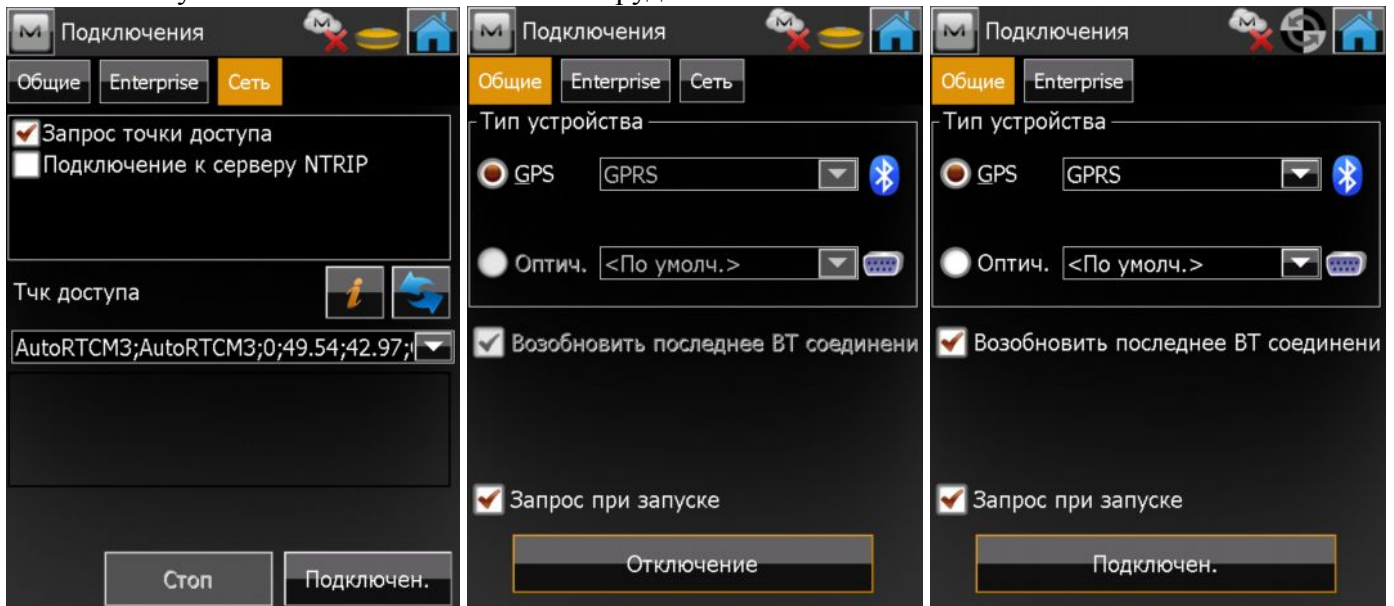 Подключения
Общие Enterprise Сеть
Запрос точки доступа
Подключение к серверу NTRIP
Тчк доступа
AutoRTCM3;AutoRTCM3;0;49.54;42.97;
Стоп Подключен.
Подключения
Общие Enterprise Сеть
Тип устройства
GPS GPRS
Оптич. <По умолч.>
Возобновить последнее BT соединени
Запрос при запуске
Отключение
Подключения
Общие Enterprise
Тип устройства
GPS GPRS
Оптич. <По умолч.>
Возобновить последнее BT соединени
Запрос при запуске
Подключен.